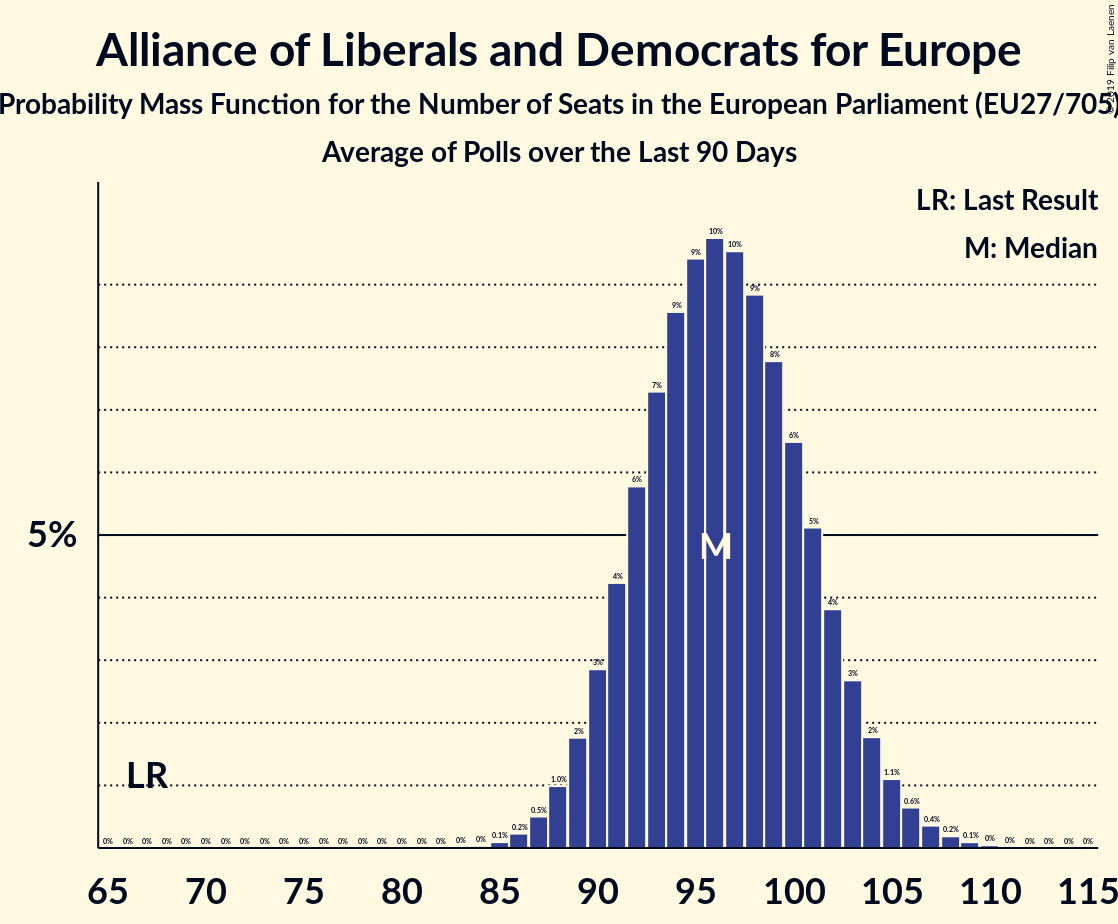 Alliance of Liberals and Democrats for Europe
Probability Mass Function for the Number of Seats in the European Parliament (EU27/705)
Average of Polls over the Last 90 Days
© 2019 Filip van Laenen
LR: Last Result
M: Median
5%
LR
M
0% 0% 0% 0% 0% 0% 0% 0% 0% 0% 0% 0% 0% 0% 0% 0% 0% 0% 0% 0% 0.1% 0.2% 0.5% 1.0% 2% 3% 4% 6% 7% 9% 9% 10% 10% 9% 8% 6% 5% 4% 3% 2% 1.1% 0.6% 0.4% 0.2% 0.1% 0% 0% 0% 0% 0% 0%
65 70 75 80 85 90 95 100 105 110 115